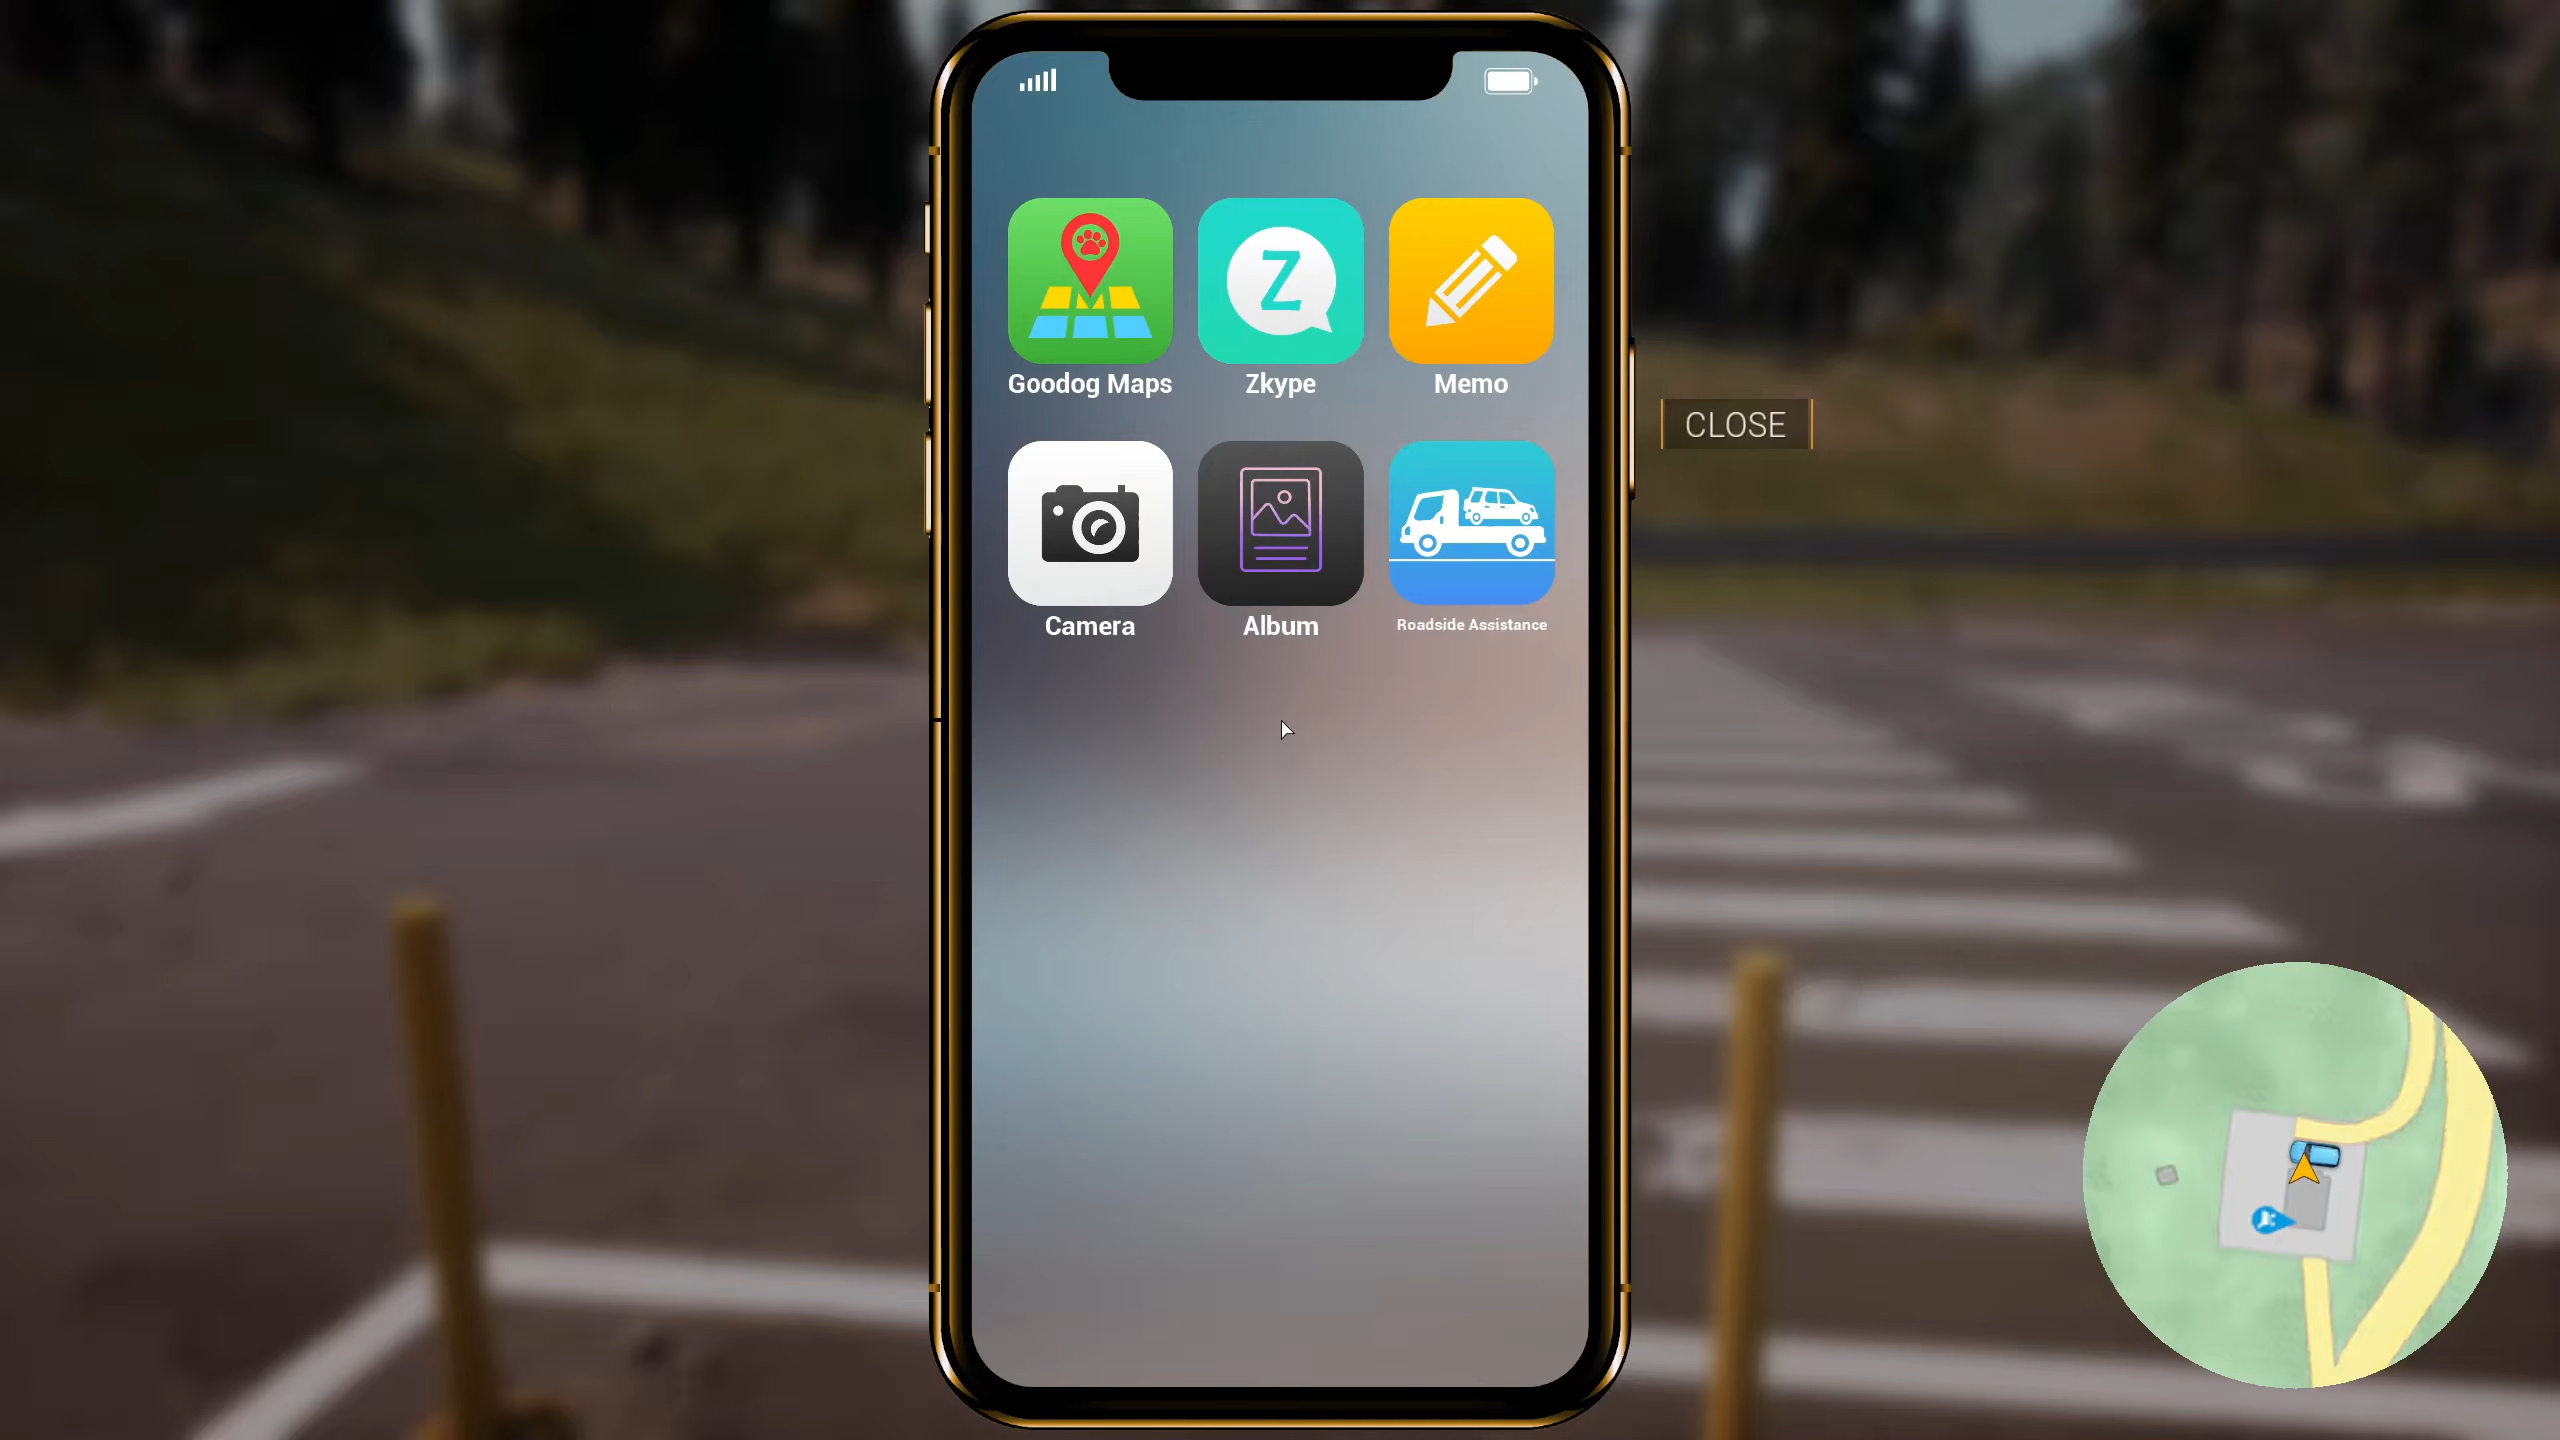 Z
Goodog Maps
Zkype
Memo
CLOSE
Camera
Album
Roadside Assistance